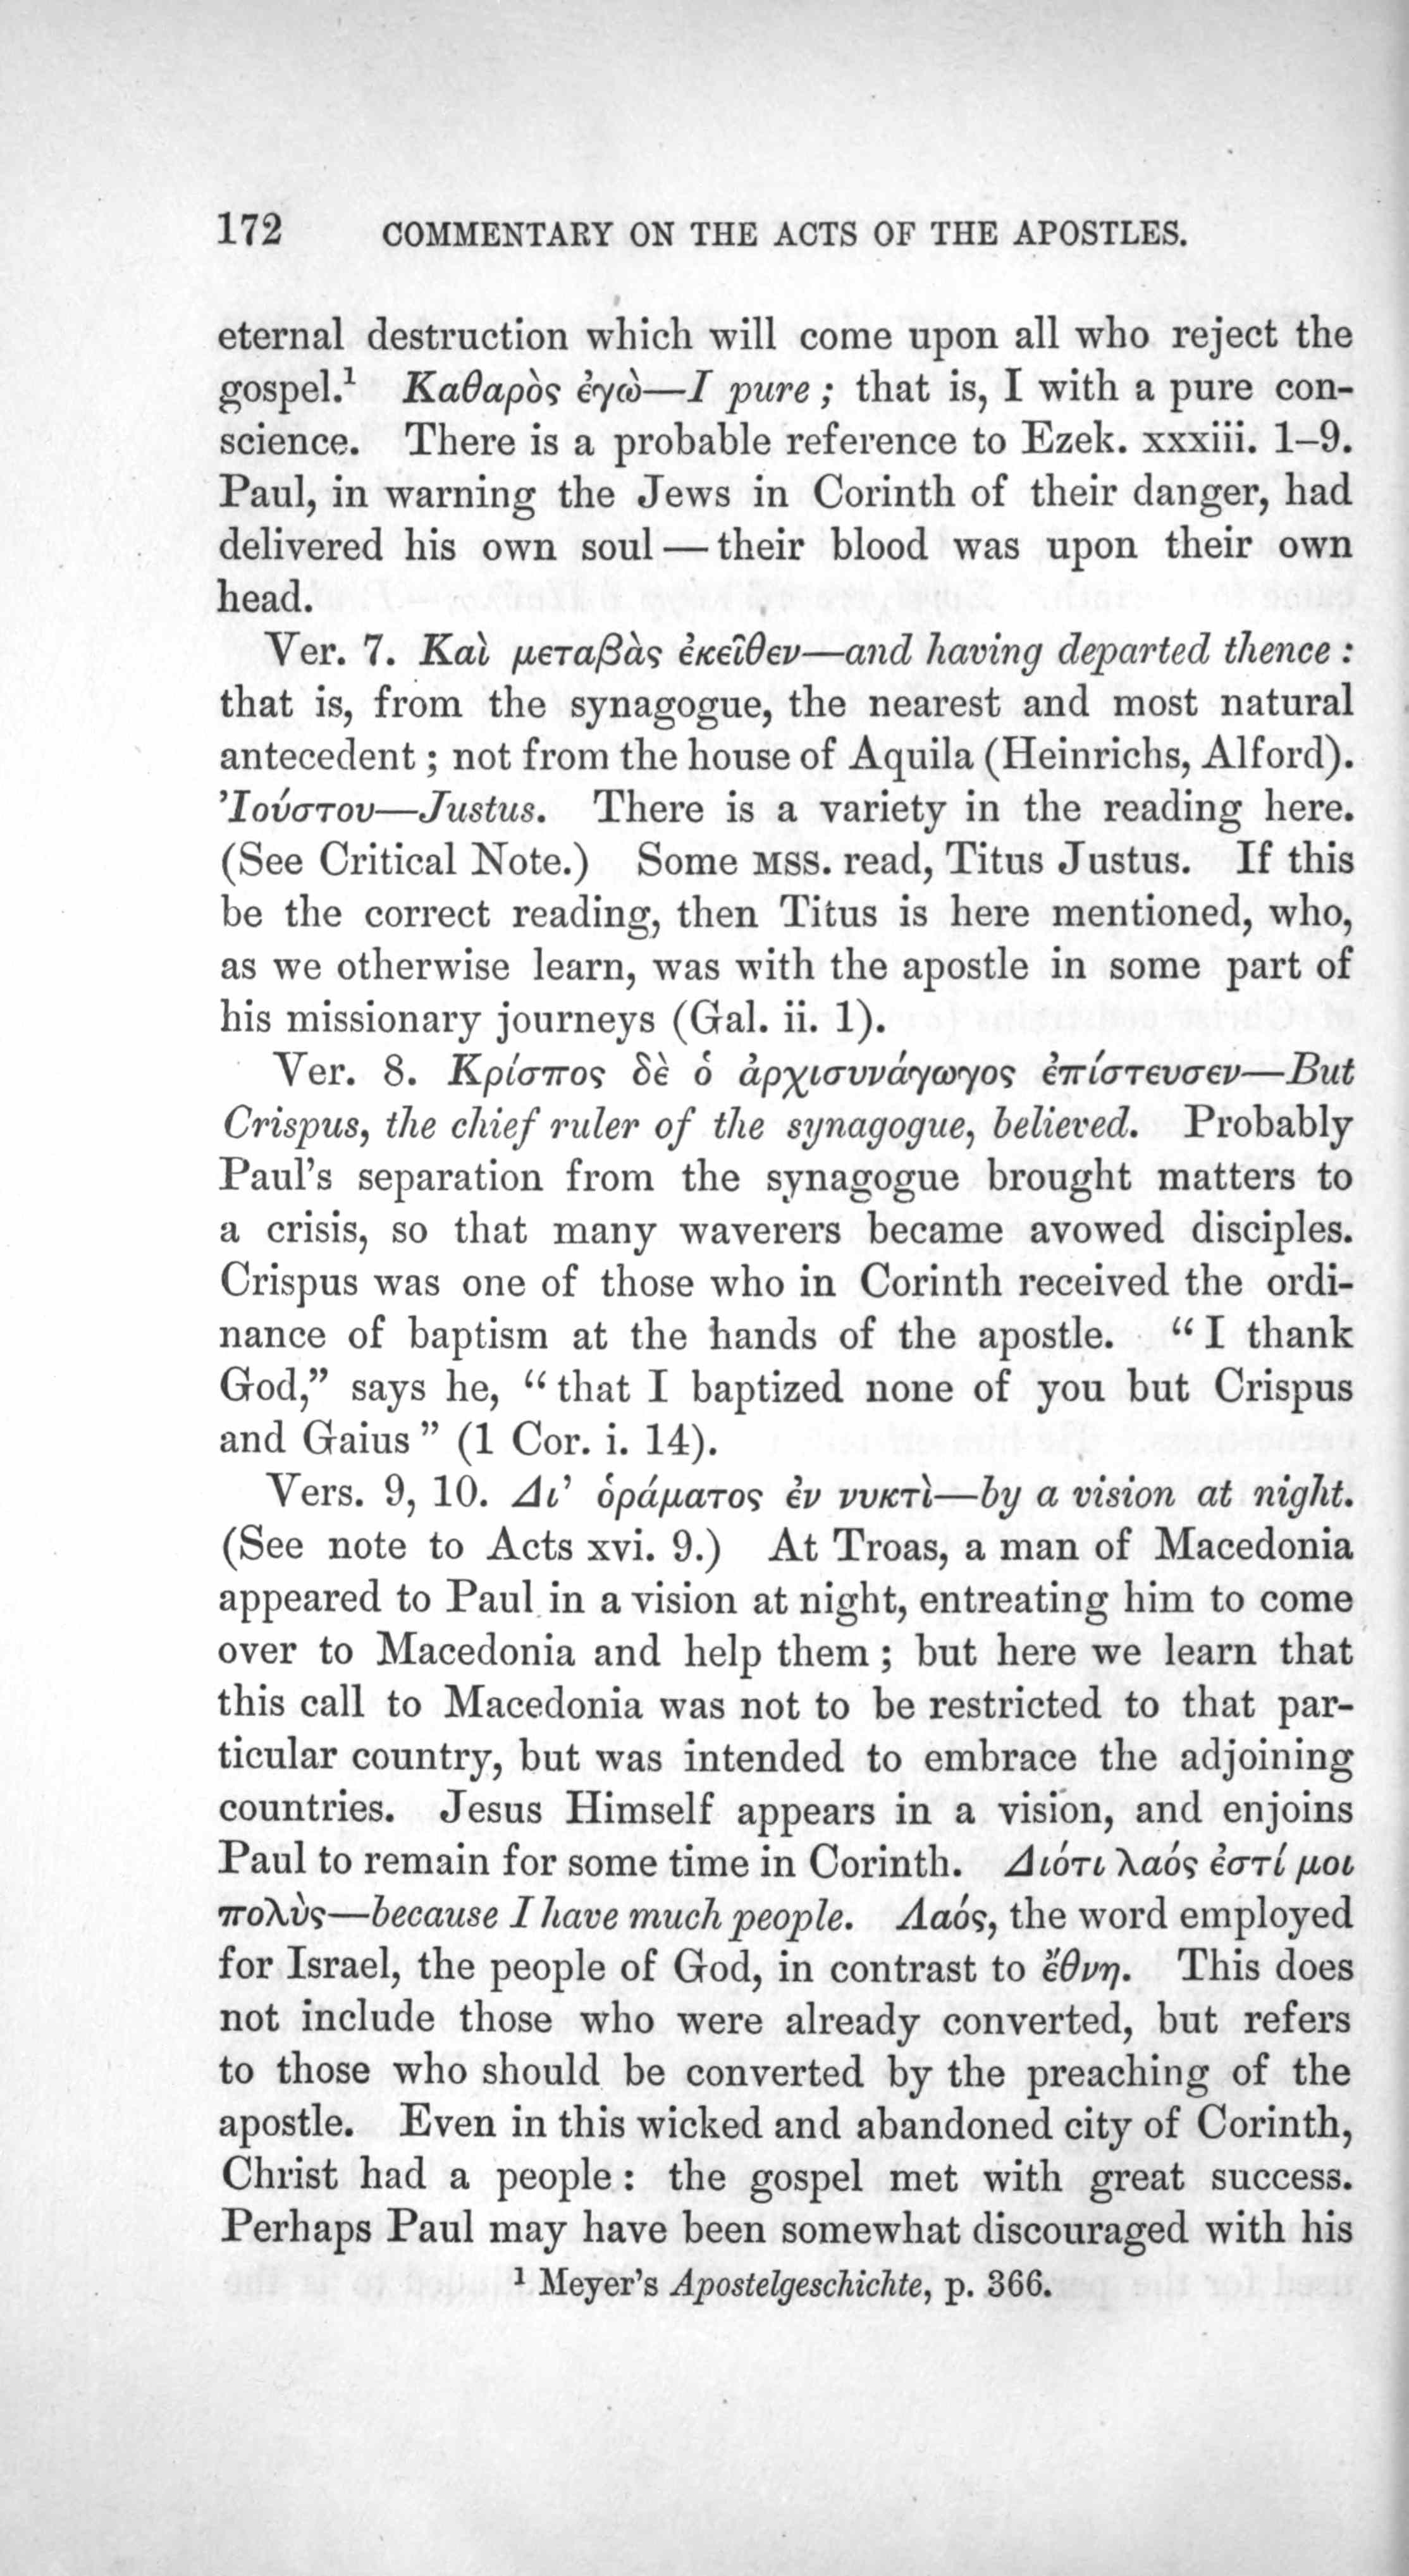 172 COMMENTARY ON THE ACTS OF THE APOSTLES.
eternal destruction which will come upon all who reject the
gospel.¹ Καθαρὸς ἐγὼ—I pure; that is, I with a pure con-
science. There is a probable reference to Ezek. xxxiii. 1–9.
Paul, in warning the Jews in Corinth of their danger, had
delivered his own soul — their blood was upon their own
head.
Ver. 7. Καὶ μεταβὰς ἐκεῖθεν—and having departed thence:
that is, from the synagogue, the nearest and most natural
antecedent; not from the house of Aquila (Heinrichs, Alford).
Ἰούστου—Justus. There is a variety in the reading here.
(See Critical Note.) Some MSS. read, Titus Justus. If this
be the correct reading, then Titus is here mentioned, who,
as we otherwise learn, was with the apostle in some part of
his missionary journeys (Gal. ii. 1).
Ver. 8. Κρίσπος δὲ ὁ ἀρχισυνάγωγος ἐπίστευσεν—But
Crispus, the chief ruler of the synagogue, believed. Probably
Paul's separation from the synagogue brought matters to
a crisis, so that many waverers became avowed disciples.
Crispus was one of those who in Corinth received the ordi-
nance of baptism at the hands of the apostle. “I thank
God,” says he, “that I baptized none of you but Crispus
and Gaius” (1 Cor. i. 14).
Vers. 9, 10. Δι’ ὁράματος ἐν νυκτὶ—by a vision at night.
(See note to Acts xvi. 9.) At Troas, a man of Macedonia
appeared to Paul in a vision at night, entreating him to come
over to Macedonia and help them; but here we learn that
this call to Macedonia was not to be restricted to that par-
ticular country, but was intended to embrace the adjoining
countries. Jesus Himself appears in a vision, and enjoins
Paul to remain for some time in Corinth. Διότι λαός ἐστί μοι
πολὺς—because I have much people. Λαός, the word employed
for Israel, the people of God, in contrast to ἔθνη. This does
not include those who were already converted, but refers
to those who should be converted by the preaching of the
apostle. Even in this wicked and abandoned city of Corinth,
Christ had a people: the gospel met with great success.
Perhaps Paul may have been somewhat discouraged with his
¹ Meyer's Apostelgeschichte, p. 366.